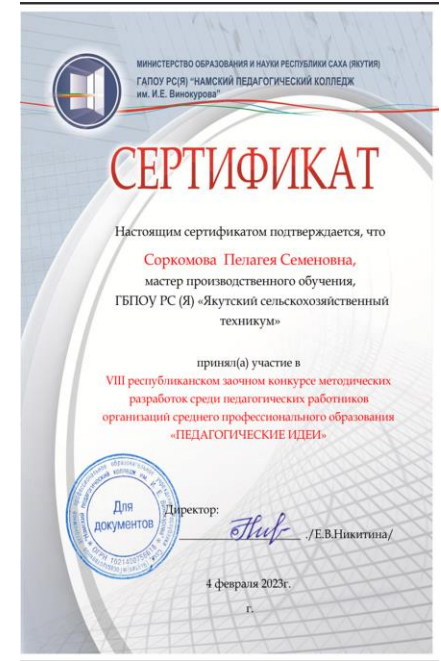 МИНИСТЕРСТВО ОБРАЗОВАНИЯ И НАУКИ РЕСПУБЛИКИ САХА (ЯКУТИЯ)
ГАПОУ РС(Я) "НАМСКИЙ ПЕДАГОГИЧЕСКИЙ КОЛЛЕДЖ
им. И.Е. Винокурова"
СЕРТИФИКАТ
Настоящим сертификатом подтверждается, что
Соркомова Пелагея Семеновна,
мастер производственного обучения,
ГБПОУ РС (Я) «Якутский сельскохозяйственный
техникум»
принял(а) участие в
VIII республиканском заочном конкурсе методических
разработок среди педагогических работников
организаций среднего профессионального образования
«ПЕДАГОГИЧЕСКИЕ ИДЕИ»
Для
документов
Директор:
./Е.В.Никитина/
4 февраля 2023г.
г.